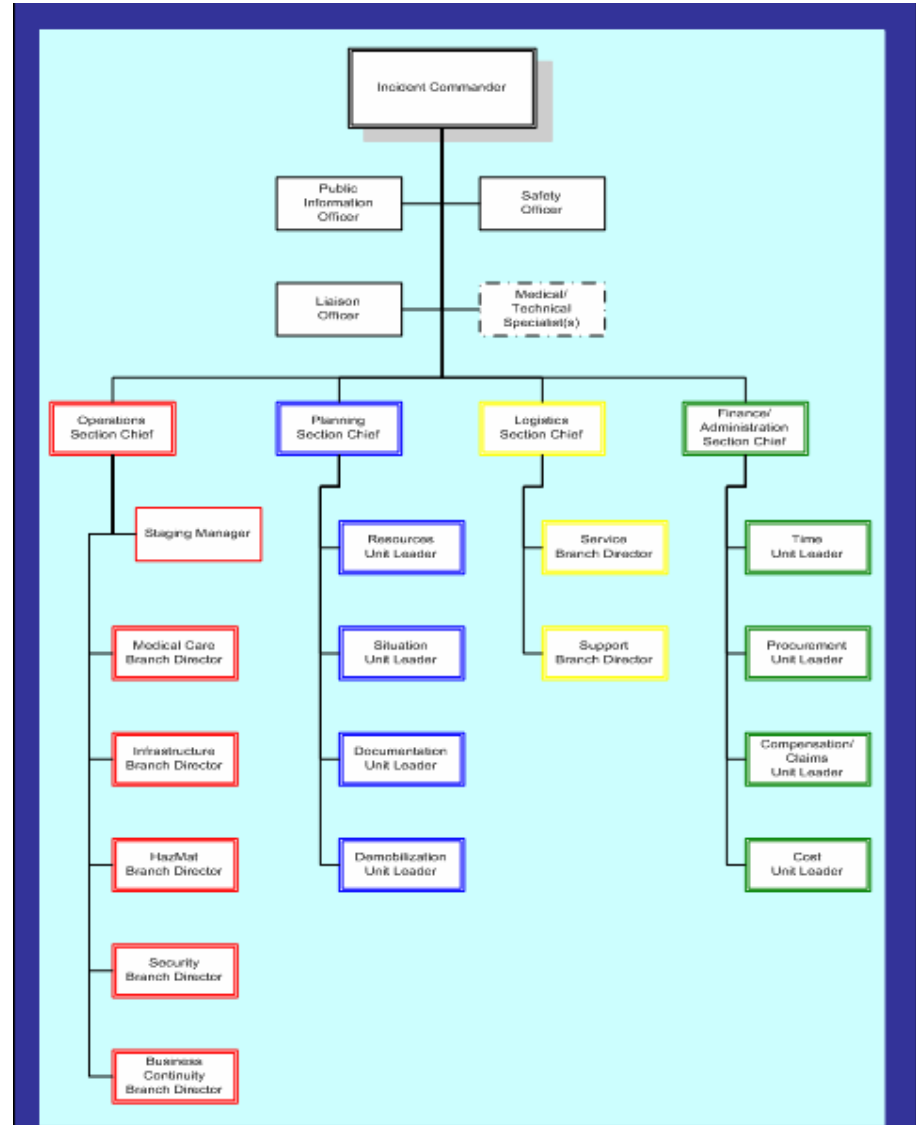 Incident Commander
Public
Information
Officer
Safety
Officer
Liaison
Officer
Medical/
Technical
Specialist(s)
Operations
Section Chief
Planning
Section Chief
Logistics
Section Chief
Finance/
Administration
Section Chief
Staging Manager
Resources
Unit Leader
Service
Branch Director
Time
Unit Leader
Medical Care
Branch Director
Situation
Unit Leader
Support
Branch Director
Procurement
Unit Leader
Infrastructure
Branch Director
Documentation
Unit Leader
Compensation/
Claims
Unit Leader
HazMat
Branch Director
Demobilization
Unit Leader
Cost
Unit Leader
Security
Branch Director
Business
Continuity
Branch Director